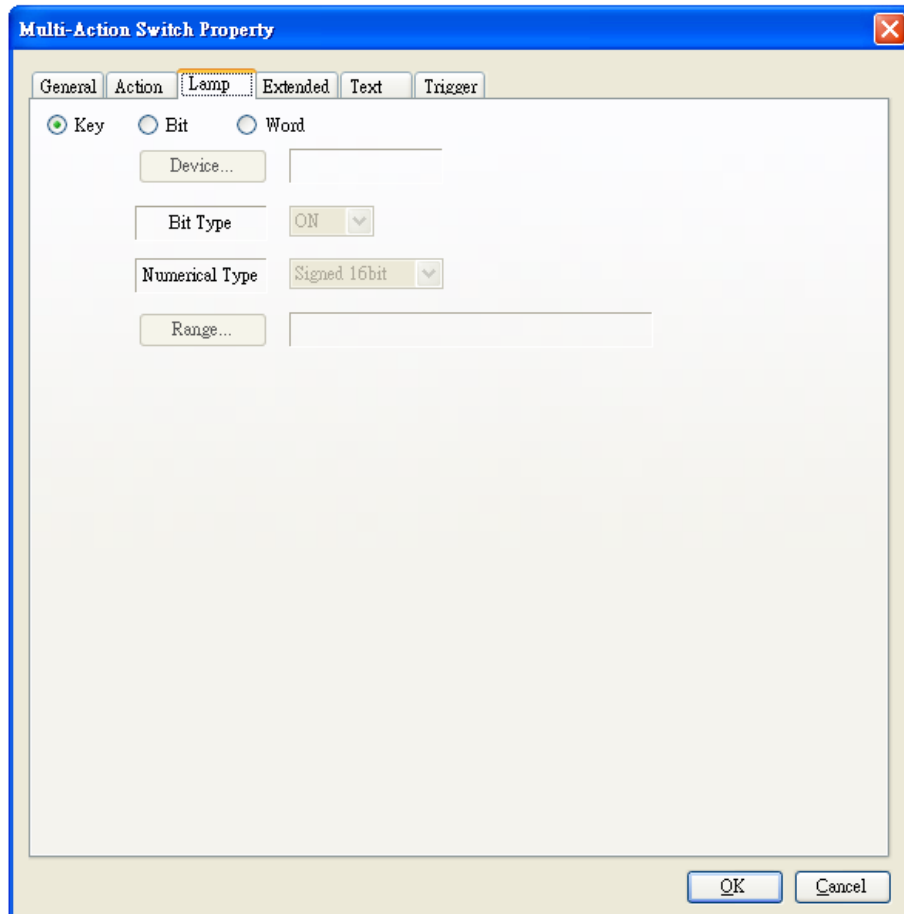 Multi-Action Switch Property
General Action Lamp Extended Text Trigger
Key Bit Word
Device...
Bit Type ON
Numerical Type Signed 16bit
Range...
OK Cancel